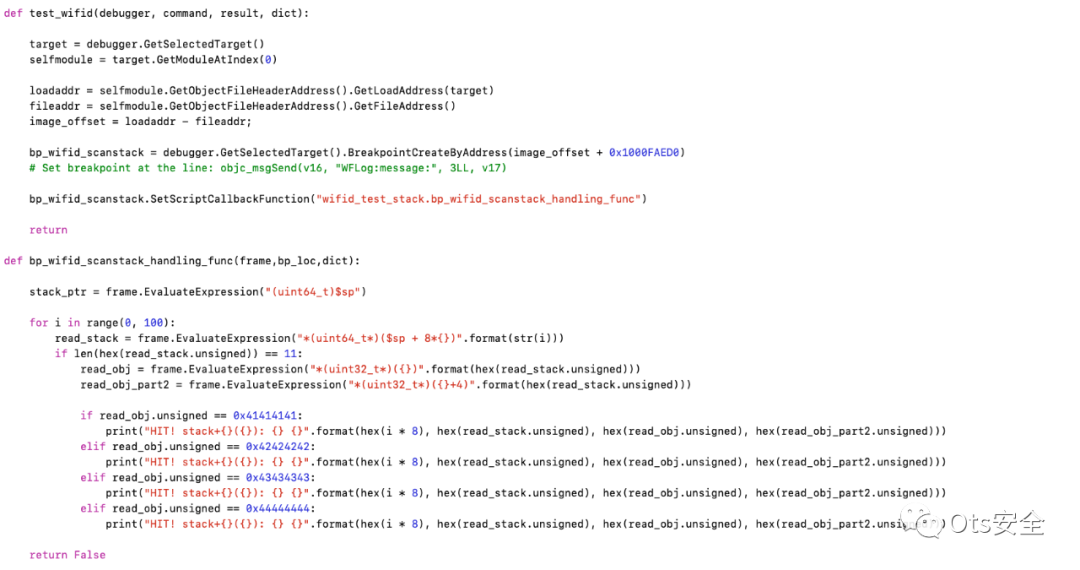 def test_wifid(debugger, command, result, dict):
target = debugger.GetSelectedTarget()
selfmodule = target.GetModuleAtIndex(0)
loadaddr = selfmodule.GetObjectFileHeaderAddress().GetLoadAddress(target)
fileaddr = selfmodule.GetObjectFileHeaderAddress().GetFileAddress()
image_offset = loadaddr - fileaddr;
bp_wifid_scanstack = debugger.GetSelectedTarget().BreakpointCreateByAddress(image_offset + 0x1000FAED0)
# Set breakpoint at the line: objc_msgSend(v16, "WFLog:message:", 3LL, v17)
bp_wifid_scanstack.SetScriptCallbackFunction("wifid_test_stack.bp_wifid_scanstack_handling_func")
return
def bp_wifid_scanstack_handling_func(frame,bp_loc,dict):
stack_ptr = frame.EvaluateExpression("(uint64_t)$sp")
for i in range(0, 100):
read_stack = frame.EvaluateExpression("*(uint64_t*)($sp + 8*{})".format(str(i)))
if len(hex(read_stack.unsigned)) == 11:
read_obj = frame.EvaluateExpression("*(uint32_t*)({})".format(hex(read_stack.unsigned)))
read_obj_part2 = frame.EvaluateExpression("*(uint32_t*)({}+4)".format(hex(read_stack.unsigned)))
if read_obj.unsigned == 0x41414141:
print("HIT! stack+{}({}): {} {}".format(hex(i * 8), hex(read_stack.unsigned), hex(read_obj.unsigned), hex(read_obj_part2.unsigned)))
elif read_obj.unsigned == 0x42424242:
print("HIT! stack+{}({}): {} {}".format(hex(i * 8), hex(read_stack.unsigned), hex(read_obj.unsigned), hex(read_obj_part2.unsigned)))
elif read_obj.unsigned == 0x43434343:
print("HIT! stack+{}({}): {} {}".format(hex(i * 8), hex(read_stack.unsigned), hex(read_obj.unsigned), hex(read_obj_part2.unsigned)))
elif read_obj.unsigned == 0x44444444:
print("HIT! stack+{}({}): {} {}".format(hex(i * 8), hex(read_stack.unsigned), hex(read_obj.unsigned),
Ots安全
return False